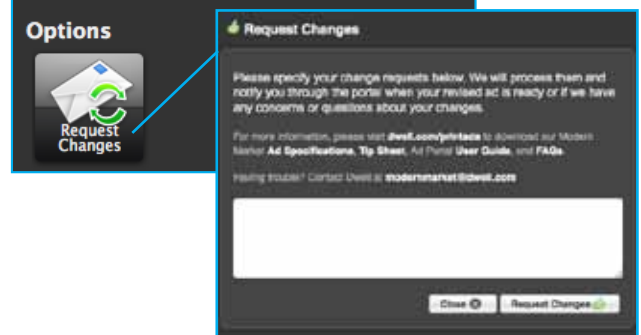 Options
Request
Changes
Request Changes
Please specify your change requests below. We will process them and
notify you through the portal when your revised ad is ready or if we have
any concerns or questions about your changes.
For more information, please visit dwell.com/printads to download our Modern
Market Ad Specifications, Tip Sheet, Ad Portal User Guide, and FAQs.
Having trouble? Contact Dwell at modernmarket@dwell.com
Close
Request Changes